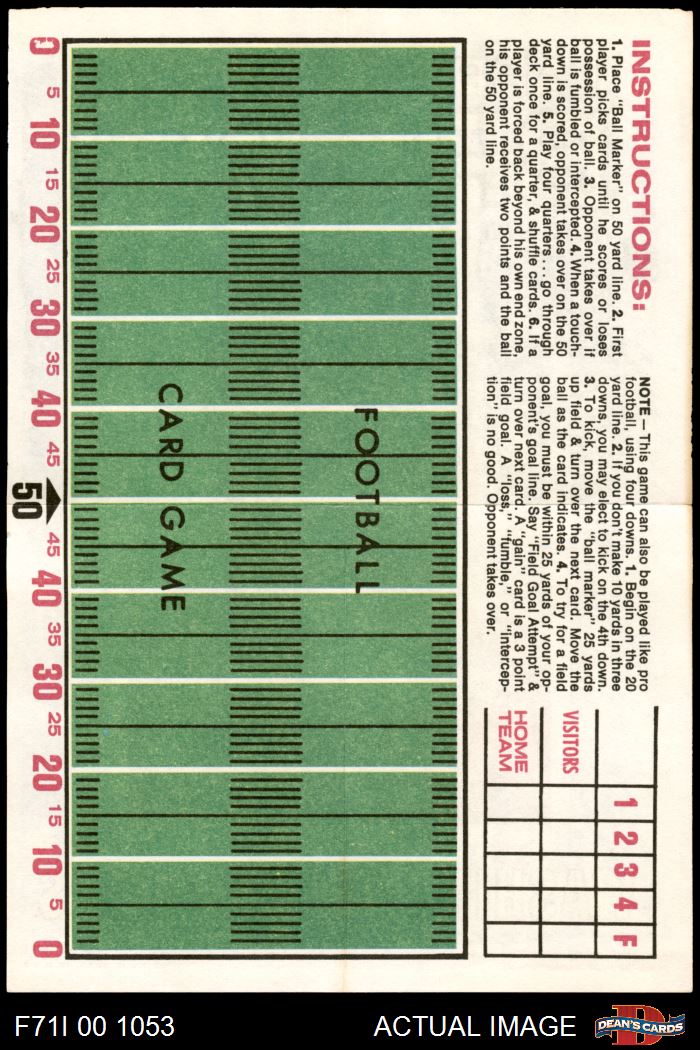 INSTRUCTIONS:
1. Place "Ball Marker" on 50 yard line. 2. First
player picks cards until he scores or loses
possession of ball. 3. Opponent takes over if
ball is fumbled or intercepted. 4. When a touch-
down is scored, opponent takes over on the 50
yard line. 5. Play four quarters . . . go through
deck once for a quarter, & shuffle cards. 6. If a
player is forced back beyond his own end zone,
his opponent receives two points and the ball
on the 50 yard line.
NOTE — This game can also be played like pro
football, using four downs. 1. Begin on the 20
yard line. 2. If you don't make 10 yards in three
downs, you may elect to kick on the 4th down.
3. To kick, move the "ball marker" 25 yards
up field & turn over the next card. Move the
ball as the card indicates. 4. To try for a field
goal, you must be within 25 yards of your op-
ponent's goal line. Say "Field Goal Attempt" &
turn over next card. A "gain" card is a 3 point
field goal. A "loss," "fumble," or "intercep-
tion" is no good. Opponent takes over.
1 2 3 4 F
VISITORS
HOME
TEAM
FOOTBALL
CARD GAME
0 5 10 15 20 25 30 35 40 45 50 45 40 35 30 25 20 15 10 5 0
F71I 00 1053
ACTUAL IMAGE
D
DEAN'S CARDS